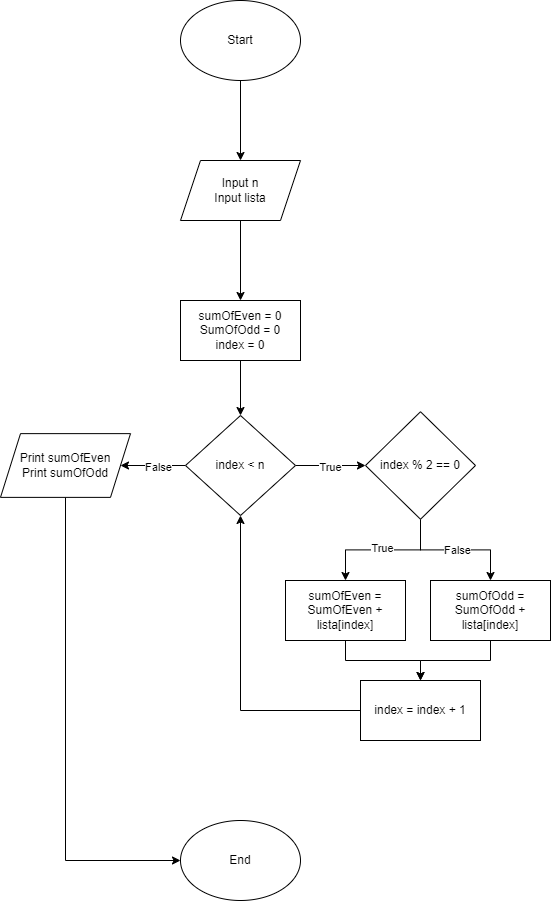 Start
Input n
Input lista
sumOfEven = 0
SumOfOdd = 0
index = 0
Print sumOfEven
Print sumOfOdd
False
index < n
True
index % 2 == 0
True
False
sumOfEven =
SumOfEven +
lista[index]
sumOfOdd =
SumOfOdd +
lista[index]
index = index + 1
End